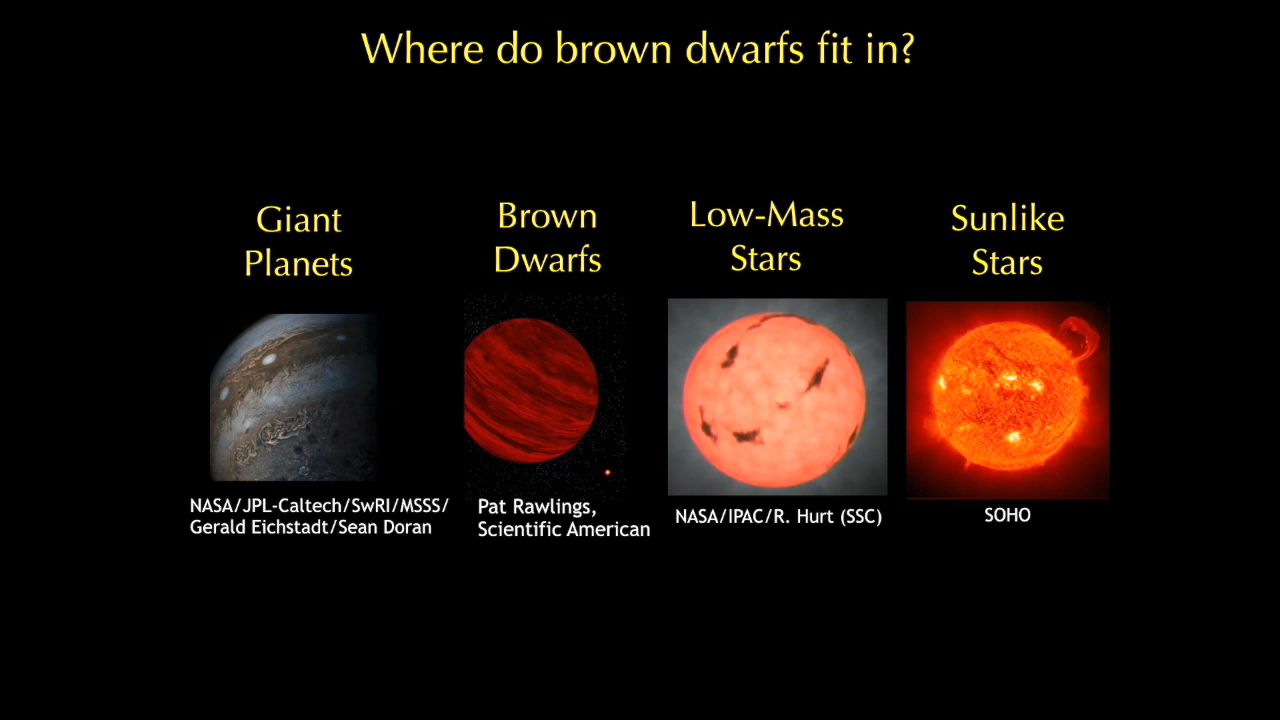 Where do brown dwarfs fit in?
Giant
Planets
Brown
Dwarfs
Low-Mass
Stars
Sunlike
Stars
NASA/JPL-Caltech/SwRI/MSSS/
Gerald Eichstadt/Sean Doran
Pat Rawlings,
Scientific American
NASA/IPAC/R. Hurt (SSC)
SOHO